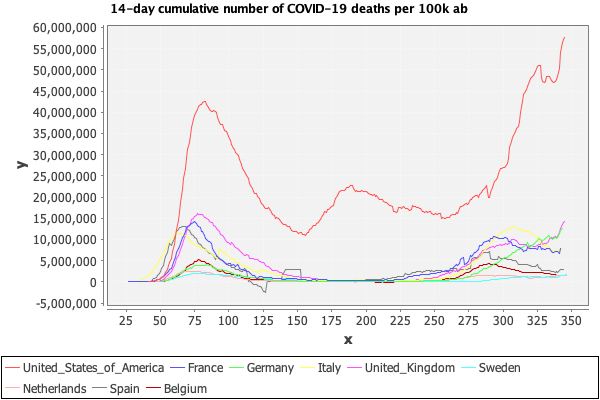 14-day cumulative number of COVID-19 deaths per 100k ab
60,000,000
55,000,000
50,000,000
45,000,000
40,000,000
35,000,000
30,000,000
25,000,000
20,000,000
15,000,000
10,000,000
5,000,000
0
-5,000,000
y
25 50 75 100 125 150 175 200 225 250 275 300 325 350
x
United_States_of_America France Germany Italy United_Kingdom Sweden
Netherlands Spain Belgium